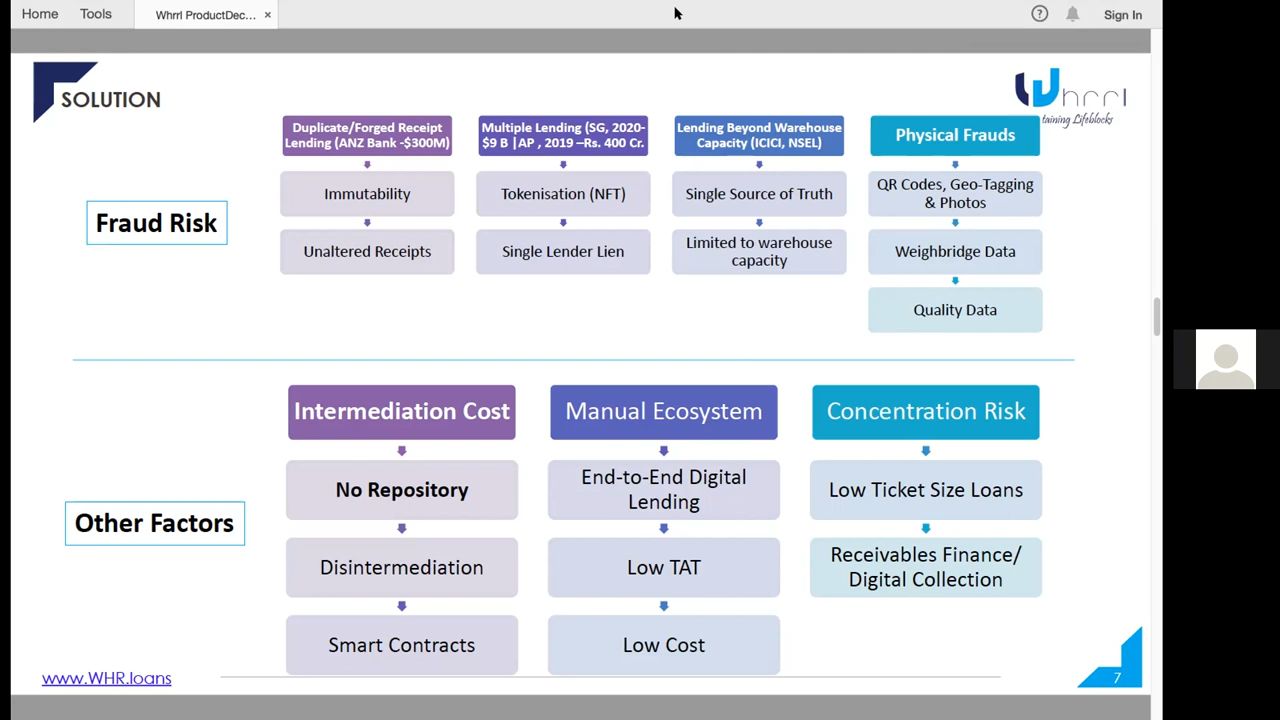 Home Tools Whrrl ProductDec... × ? Sign In
SOLUTION
hrrl
taining Lifeblocks
Fraud Risk
Duplicate/Forged Receipt
Lending (ANZ Bank -$300M)
Immutability
Unaltered Receipts
Multiple Lending (SG, 2020-
$9 B |AP , 2019 –Rs. 400 Cr.
Tokenisation (NFT)
Single Lender Lien
Lending Beyond Warehouse
Capacity (ICICI, NSEL)
Single Source of Truth
Limited to warehouse
capacity
Physical Frauds
QR Codes, Geo-Tagging
& Photos
Weighbridge Data
Quality Data
Other Factors
Intermediation Cost
No Repository
Disintermediation
Smart Contracts
Manual Ecosystem
End-to-End Digital
Lending
Low TAT
Low Cost
Concentration Risk
Low Ticket Size Loans
Receivables Finance/
Digital Collection
www.WHR.loans
7